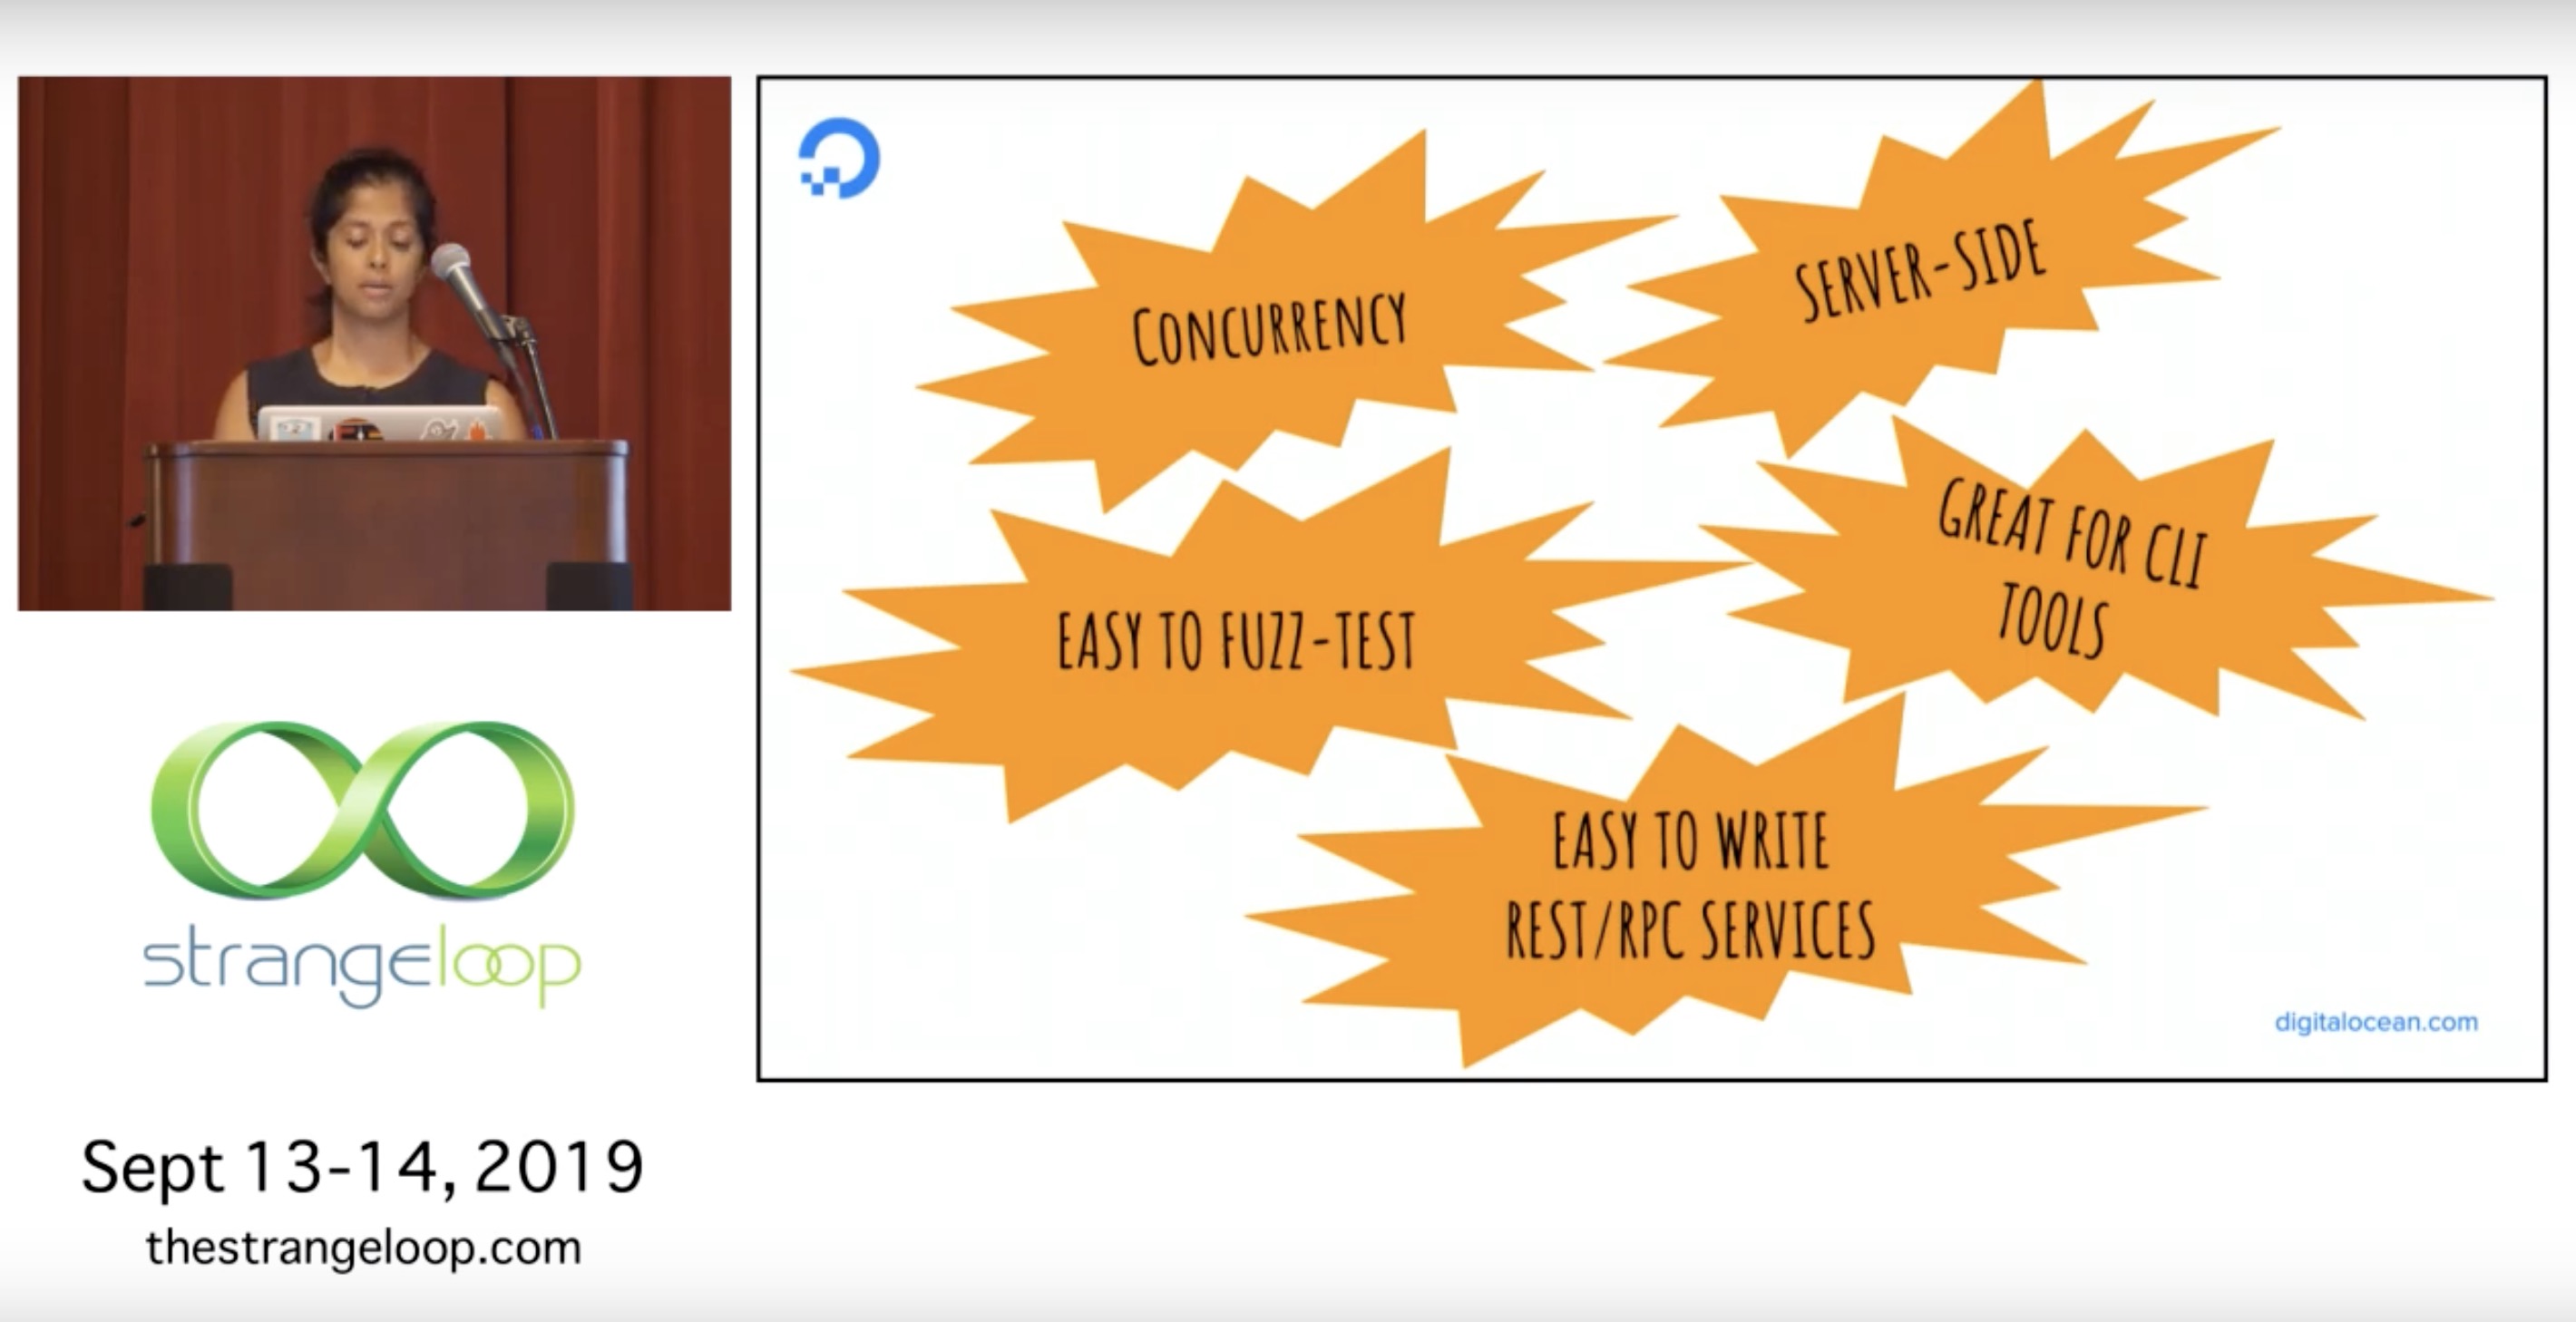 CONCURRENCY
SERVER-SIDE
EASY TO FUZZ-TEST
GREAT FOR CLI
TOOLS
EASY TO WRITE
REST/RPC SERVICES
digitalocean.com
strangeloop
Sept 13-14, 2019
thestrangeloop.com